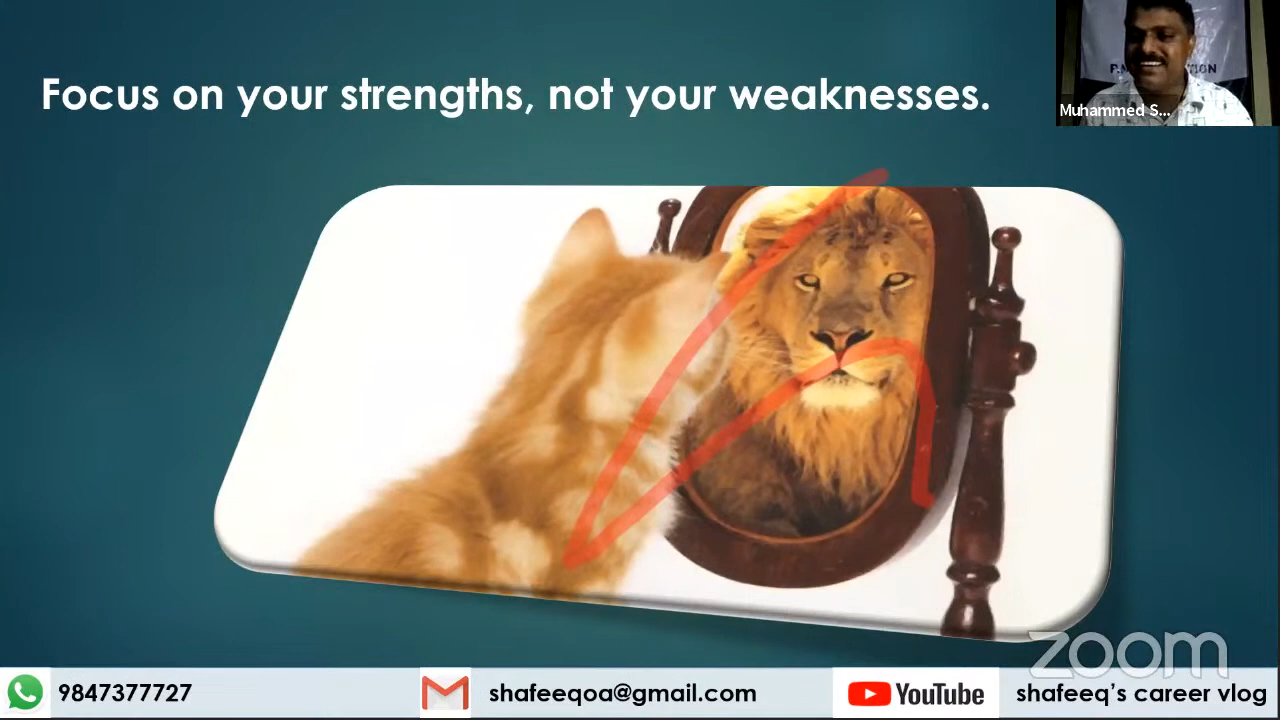 Focus on your strengths, not your weaknesses.
Muhammed S...
zoom
9847377727
shafeeqoa@gmail.com
YouTube
shafeeq's career vlog